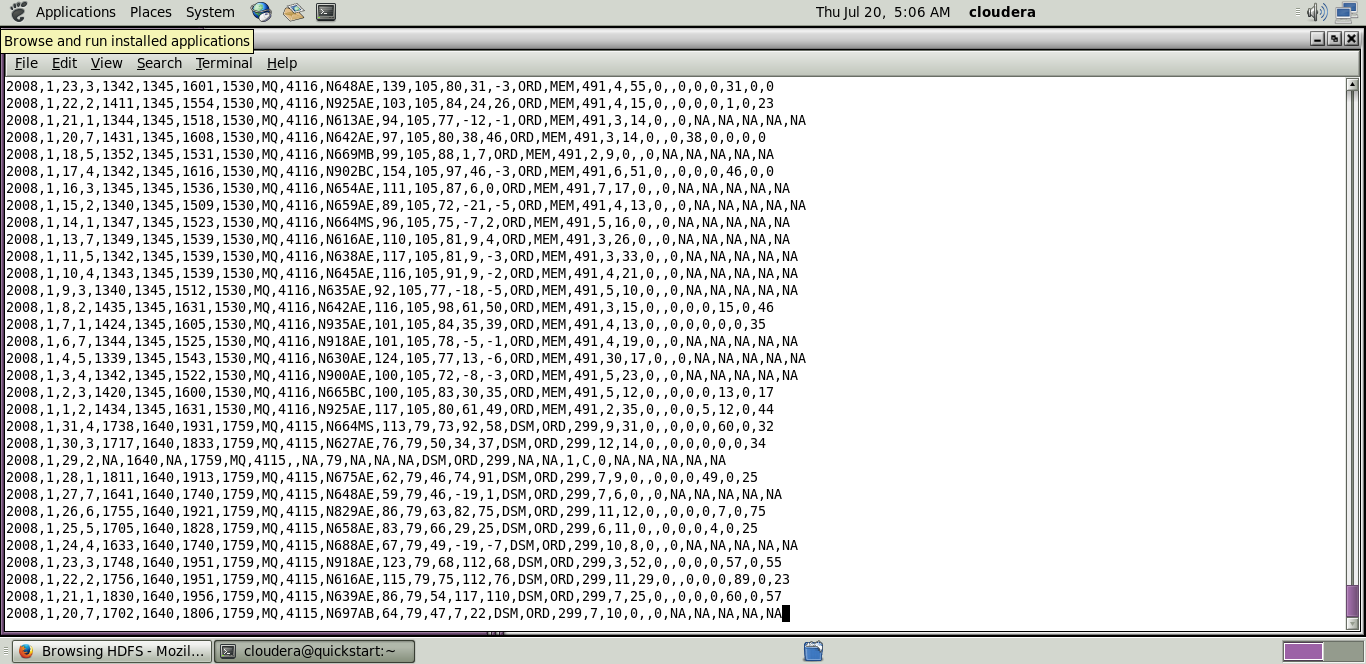 Applications Places System Thu Jul 20, 5:06 AM cloudera
Browse and run installed applications
File Edit View Search Terminal Help
2008,1,23,3,1342,1345,1601,1530,MQ,4116,N648AE,139,105,80,31,-3,ORD,MEM,491,4,55,0,,0,0,0,31,0,0
2008,1,22,2,1411,1345,1554,1530,MQ,4116,N925AE,103,105,84,24,26,ORD,MEM,491,4,15,0,,0,0,0,1,0,23
2008,1,21,1,1344,1345,1518,1530,MQ,4116,N613AE,94,105,77,-12,-1,ORD,MEM,491,3,14,0,,0,NA,NA,NA,NA,NA
2008,1,20,7,1431,1345,1608,1530,MQ,4116,N642AE,97,105,80,38,46,ORD,MEM,491,3,14,0,,0,38,0,0,0,0
2008,1,18,5,1352,1345,1531,1530,MQ,4116,N669MB,99,105,88,1,7,ORD,MEM,491,2,9,0,,0,NA,NA,NA,NA,NA
2008,1,17,4,1342,1345,1616,1530,MQ,4116,N902BC,154,105,97,46,-3,ORD,MEM,491,6,51,0,,0,0,0,46,0,0
2008,1,16,3,1345,1345,1536,1530,MQ,4116,N654AE,111,105,87,6,0,ORD,MEM,491,7,17,0,,0,NA,NA,NA,NA,NA
2008,1,15,2,1340,1345,1509,1530,MQ,4116,N659AE,89,105,72,-21,-5,ORD,MEM,491,4,13,0,,0,NA,NA,NA,NA,NA
2008,1,14,1,1347,1345,1523,1530,MQ,4116,N664MS,96,105,75,-7,2,ORD,MEM,491,5,16,0,,0,NA,NA,NA,NA,NA
2008,1,13,7,1349,1345,1539,1530,MQ,4116,N616AE,110,105,81,9,4,ORD,MEM,491,3,26,0,,0,NA,NA,NA,NA,NA
2008,1,11,5,1342,1345,1539,1530,MQ,4116,N638AE,117,105,81,9,-3,ORD,MEM,491,3,33,0,,0,NA,NA,NA,NA,NA
2008,1,10,4,1343,1345,1539,1530,MQ,4116,N645AE,116,105,91,9,-2,ORD,MEM,491,4,21,0,,0,NA,NA,NA,NA,NA
2008,1,9,3,1340,1345,1512,1530,MQ,4116,N635AE,92,105,77,-18,-5,ORD,MEM,491,5,10,0,,0,NA,NA,NA,NA,NA
2008,1,8,2,1435,1345,1631,1530,MQ,4116,N642AE,116,105,98,61,50,ORD,MEM,491,3,15,0,,0,0,0,15,0,46
2008,1,7,1,1424,1345,1605,1530,MQ,4116,N935AE,101,105,84,35,39,ORD,MEM,491,4,13,0,,0,0,0,0,0,35
2008,1,6,7,1344,1345,1525,1530,MQ,4116,N918AE,101,105,78,-5,-1,ORD,MEM,491,4,19,0,,0,NA,NA,NA,NA,NA
2008,1,4,5,1339,1345,1543,1530,MQ,4116,N630AE,124,105,77,13,-6,ORD,MEM,491,30,17,0,,0,NA,NA,NA,NA,NA
2008,1,3,4,1342,1345,1522,1530,MQ,4116,N900AE,100,105,72,-8,-3,ORD,MEM,491,5,23,0,,0,NA,NA,NA,NA,NA
2008,1,2,3,1420,1345,1600,1530,MQ,4116,N665BC,100,105,83,30,35,ORD,MEM,491,5,12,0,,0,0,0,13,0,17
2008,1,1,2,1434,1345,1631,1530,MQ,4116,N925AE,117,105,80,61,49,ORD,MEM,491,2,35,0,,0,0,5,12,0,44
2008,1,31,4,1738,1640,1931,1759,MQ,4115,N664MS,113,79,73,92,58,DSM,ORD,299,9,31,0,,0,0,0,60,0,32
2008,1,30,3,1717,1640,1833,1759,MQ,4115,N627AE,76,79,50,34,37,DSM,ORD,299,12,14,0,,0,0,0,0,0,34
2008,1,29,2,NA,1640,NA,1759,MQ,4115,,NA,79,NA,NA,NA,DSM,ORD,299,NA,NA,1,C,0,NA,NA,NA,NA,NA
2008,1,28,1,1811,1640,1913,1759,MQ,4115,N675AE,62,79,46,74,91,DSM,ORD,299,7,9,0,,0,0,0,49,0,25
2008,1,27,7,1641,1640,1740,1759,MQ,4115,N648AE,59,79,46,-19,1,DSM,ORD,299,7,6,0,,0,NA,NA,NA,NA,NA
2008,1,26,6,1755,1640,1921,1759,MQ,4115,N829AE,86,79,63,82,75,DSM,ORD,299,11,12,0,,0,0,0,7,0,75
2008,1,25,5,1705,1640,1828,1759,MQ,4115,N658AE,83,79,66,29,25,DSM,ORD,299,6,11,0,,0,0,0,4,0,25
2008,1,24,4,1633,1640,1740,1759,MQ,4115,N688AE,67,79,49,-19,-7,DSM,ORD,299,10,8,0,,0,NA,NA,NA,NA,NA
2008,1,23,3,1748,1640,1951,1759,MQ,4115,N918AE,123,79,68,112,68,DSM,ORD,299,3,52,0,,0,0,0,57,0,55
2008,1,22,2,1756,1640,1951,1759,MQ,4115,N616AE,115,79,75,112,76,DSM,ORD,299,11,29,0,,0,0,0,89,0,23
2008,1,21,1,1830,1640,1956,1759,MQ,4115,N639AE,86,79,54,117,110,DSM,ORD,299,7,25,0,,0,0,0,60,0,57
2008,1,20,7,1702,1640,1806,1759,MQ,4115,N697AB,64,79,47,7,22,DSM,ORD,299,7,10,0,,0,NA,NA,NA,NA,NA
Browsing HDFS - Mozil... cloudera@quickstart:~